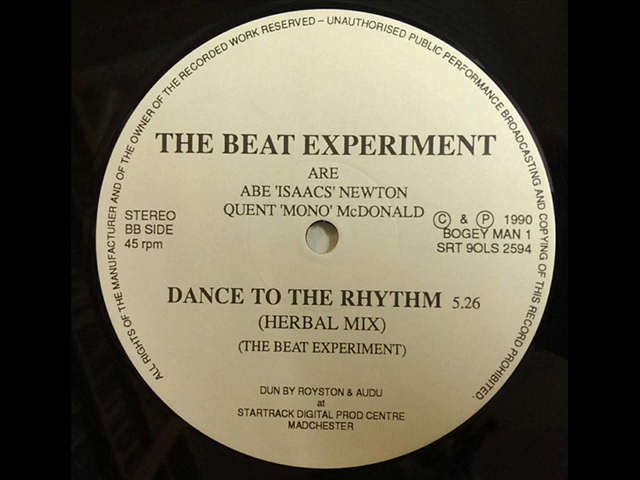 ALL RIGHTS OF THE MANUFACTURER AND OF THE OWNER OF THE RECORDED WORK RESERVED – UNAUTHORISED PUBLIC PERFORMANCE BROADCASTING AND COPYING OF THIS RECORD PROHIBITED.
THE BEAT EXPERIMENT
ARE
ABE 'ISAACS' NEWTON
QUENT 'MONO' McDONALD
STEREO
BB SIDE
45 rpm
© & ℗ 1990
BOGEY MAN 1
SRT 9OLS 2594
DANCE TO THE RHYTHM 5.26
(HERBAL MIX)
(THE BEAT EXPERIMENT)
DUN BY ROYSTON & AUDU
at
STARTRACK DIGITAL PROD CENTRE
MADCHESTER